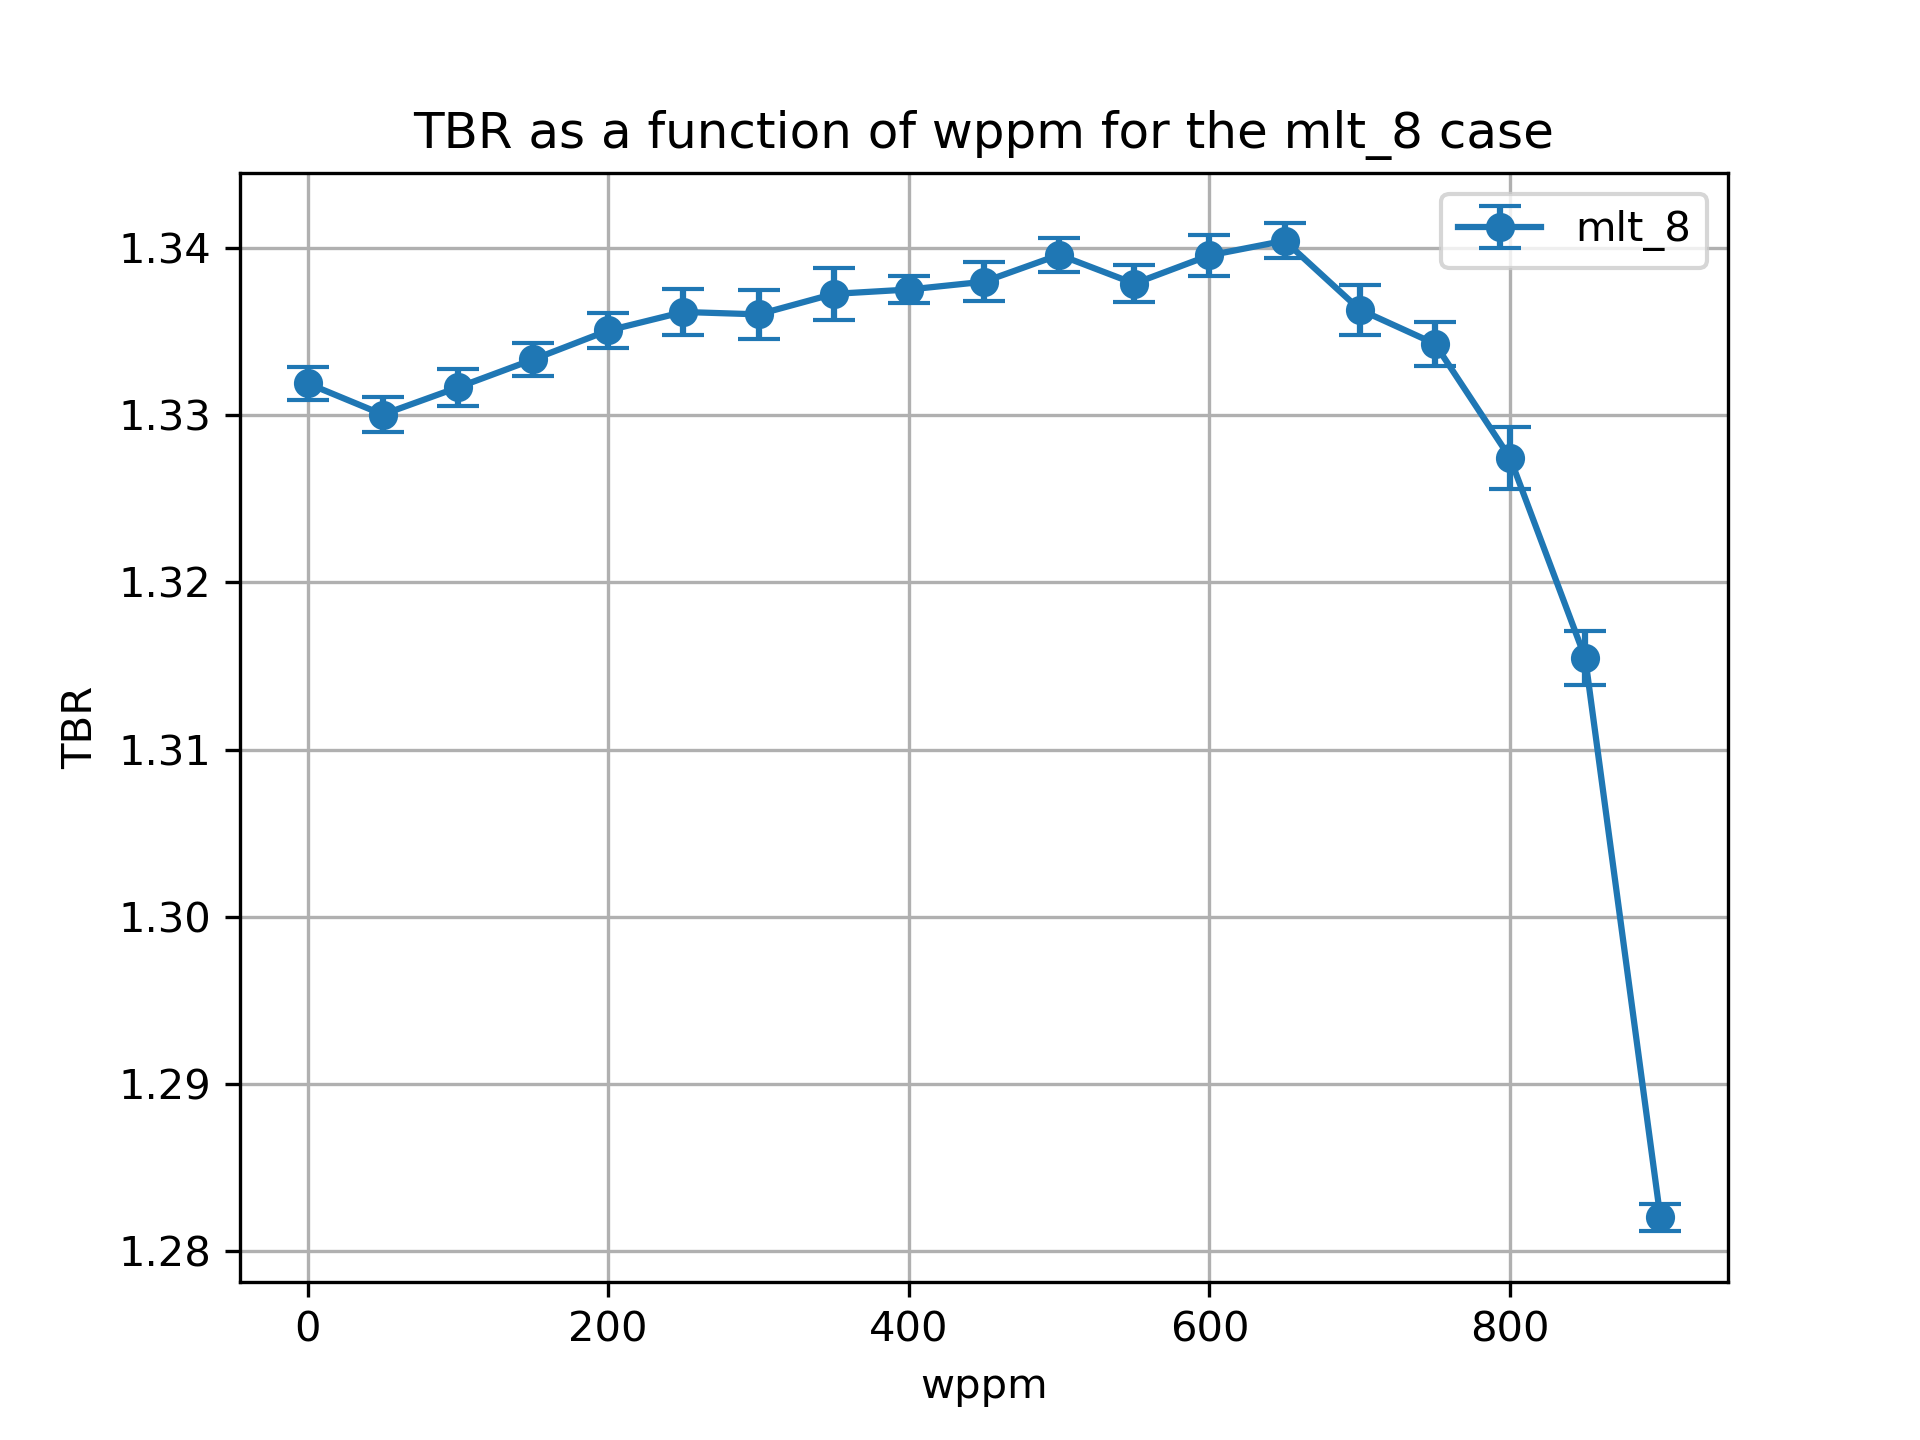 TBR as a function of wppm for the mlt_8 case
mlt_8
1.34
1.33
1.32
1.31
1.30
1.29
1.28
TBR
0 200 400 600 800
wppm